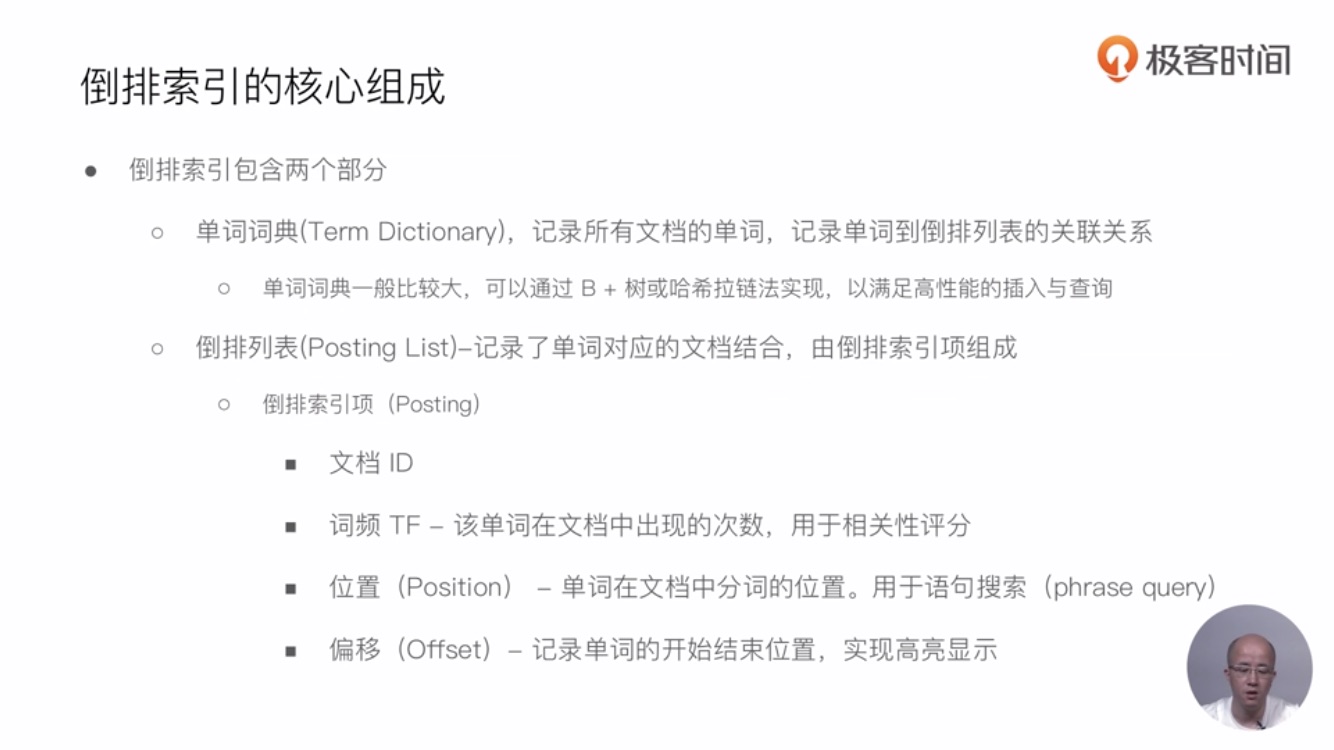 极客时间
倒排索引的核心组成
● 倒排索引包含两个部分
○ 单词词典(Term Dictionary)，记录所有文档的单词，记录单词到倒排列表的关联关系
○ 单词词典一般比较大，可以通过 B + 树或哈希拉链法实现，以满足高性能的插入与查询
○ 倒排列表(Posting List)–记录了单词对应的文档结合，由倒排索引项组成
○ 倒排索引项（Posting）
■ 文档 ID
■ 词频 TF – 该单词在文档中出现的次数，用于相关性评分
■ 位置（Position） – 单词在文档中分词的位置。用于语句搜索（phrase query）
■ 偏移（Offset）– 记录单词的开始结束位置，实现高亮显示